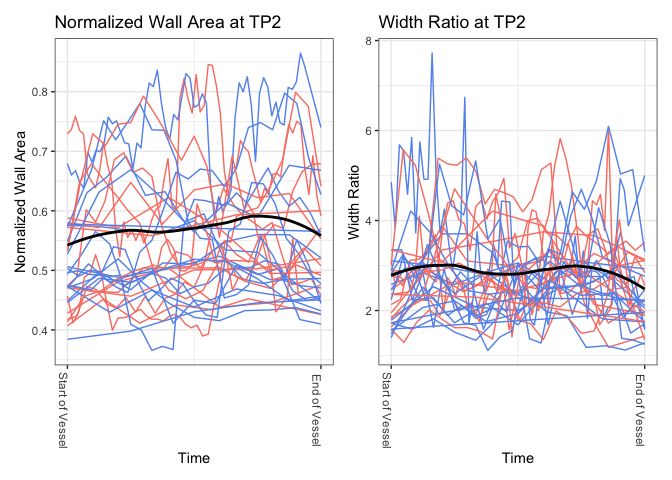 Normalized Wall Area at TP2
Normalized Wall Area
0.8
0.7
0.6
0.5
0.4
Start of Vessel
End of Vessel
Time
Width Ratio at TP2
Width Ratio
8
6
4
2
Start of Vessel
End of Vessel
Time